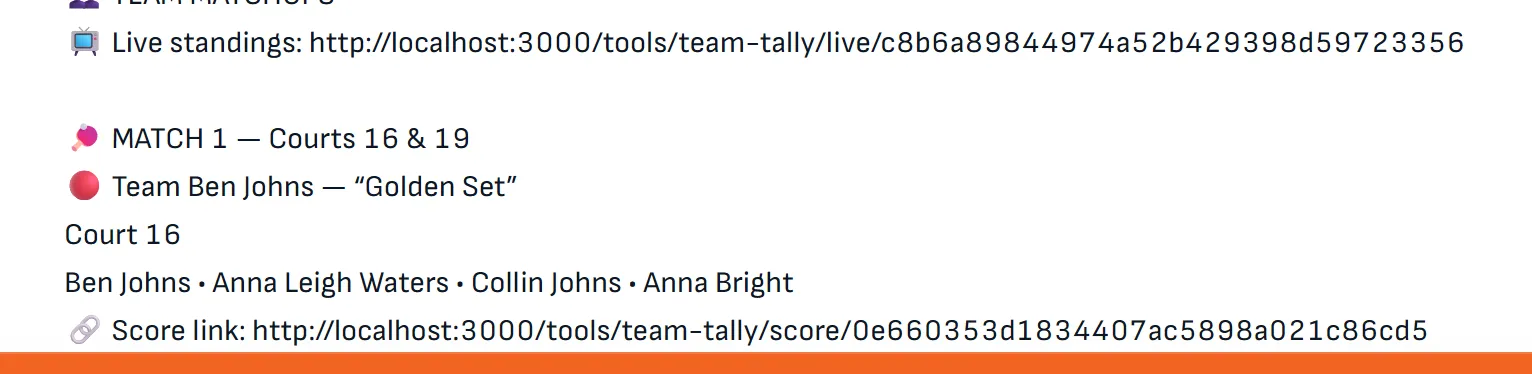 TEAM MATCHUPS
Live standings: http://localhost:3000/tools/team-tally/live/c8b6a89844974a52b429398d59723356
MATCH 1 — Courts 16 & 19
Team Ben Johns — “Golden Set”
Court 16
Ben Johns • Anna Leigh Waters • Collin Johns • Anna Bright
Score link: http://localhost:3000/tools/team-tally/score/0e660353d1834407ac5898a021c86cd5